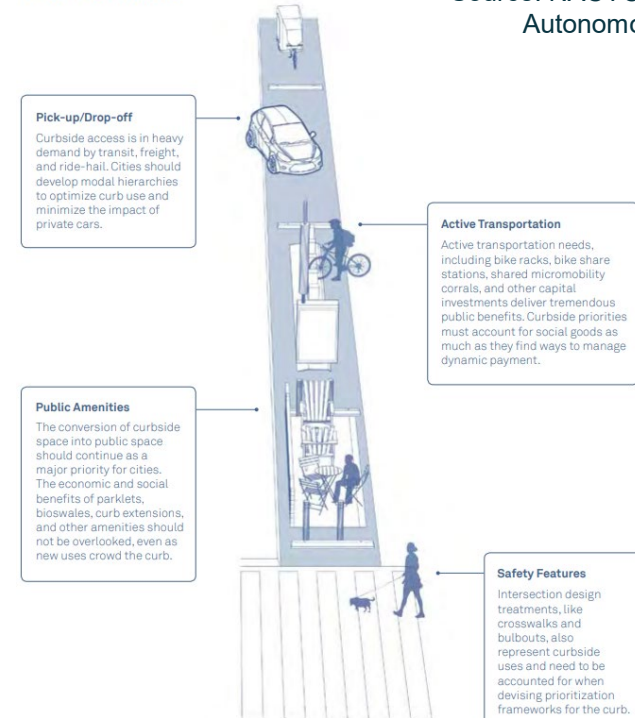 Autonomo
Pick-up/Drop-off
Curbside access is in heavy
demand by transit, freight,
and ride-hail. Cities should
develop modal hierarchies
to optimize curb use and
minimize the impact of
private cars.
Active Transportation
Active transportation needs,
including bike racks, bike share
stations, shared micromobility
corrals, and other capital
investments deliver tremendous
public benefits. Curbside priorities
must account for social goods as
much as they find ways to manage
dynamic payment.
Public Amenities
The conversion of curbside
space into public space
should continue as a
major priority for cities.
The economic and social
benefits of parklets,
bioswales, curb extensions,
and other amenities should
not be overlooked, even as
new uses crowd the curb.
Safety Features
Intersection design
treatments, like
crosswalks and
bulbouts, also
represent curbside
uses and need to be
accounted for when
devising prioritization
frameworks for the curb.